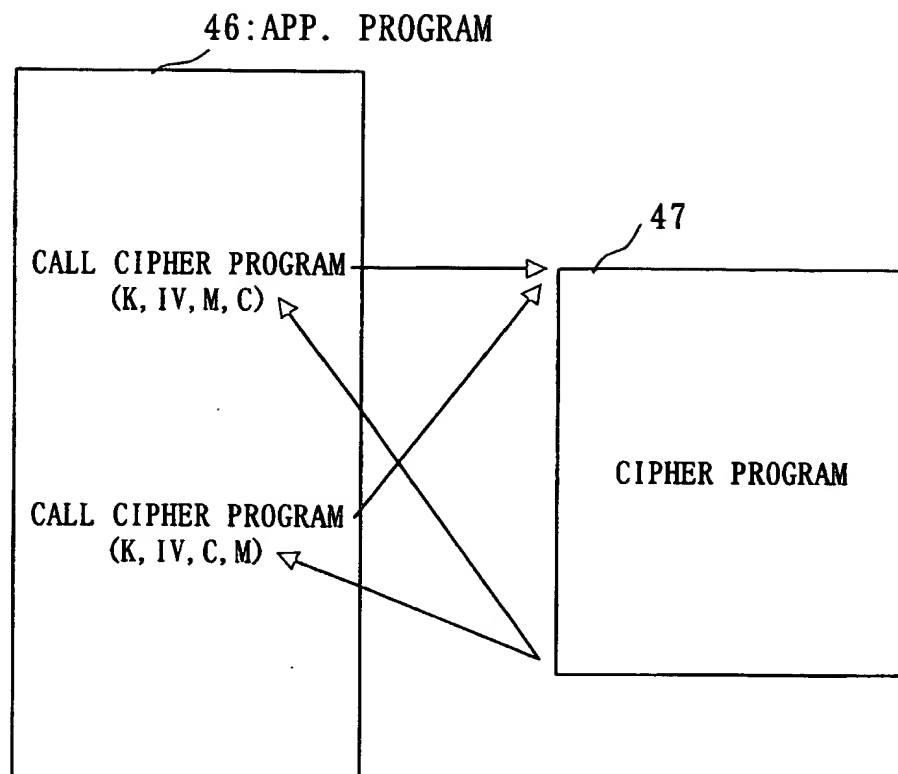 46:APP. PROGRAM
47
CALL CIPHER PROGRAM
(K, IV, M, C)
CIPHER PROGRAM
CALL CIPHER PROGRAM
(K, IV, C, M)